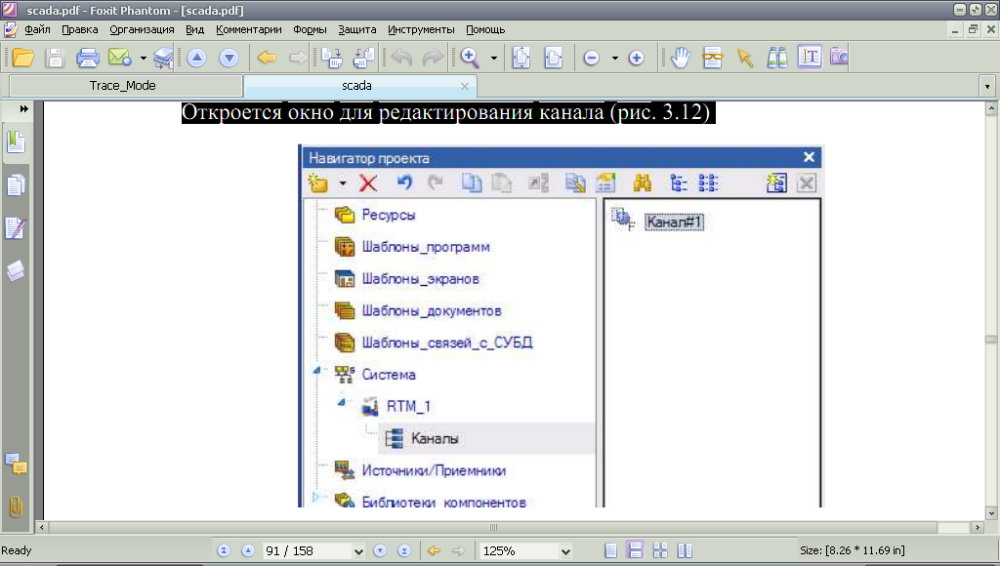 scada.pdf - Foxit Phantom - [scada.pdf]
Файл Правка Организация Вид Комментарии Формы Защита Инструменты Помощь
Trace_Mode
scada
Откроется окно для редактирования канала (рис. 3.12)
Навигатор проекта
Ресурсы
Канал#1
Шаблоны_программ
Шаблоны_экранов
Шаблоны_документов
Шаблоны_связей_с_СУБД
Система
RTM_1
Каналы
Источники/Приемники
Библиотеки_компонентов
Ready
91 / 158
125%
Size: [8.26 * 11.69 in]